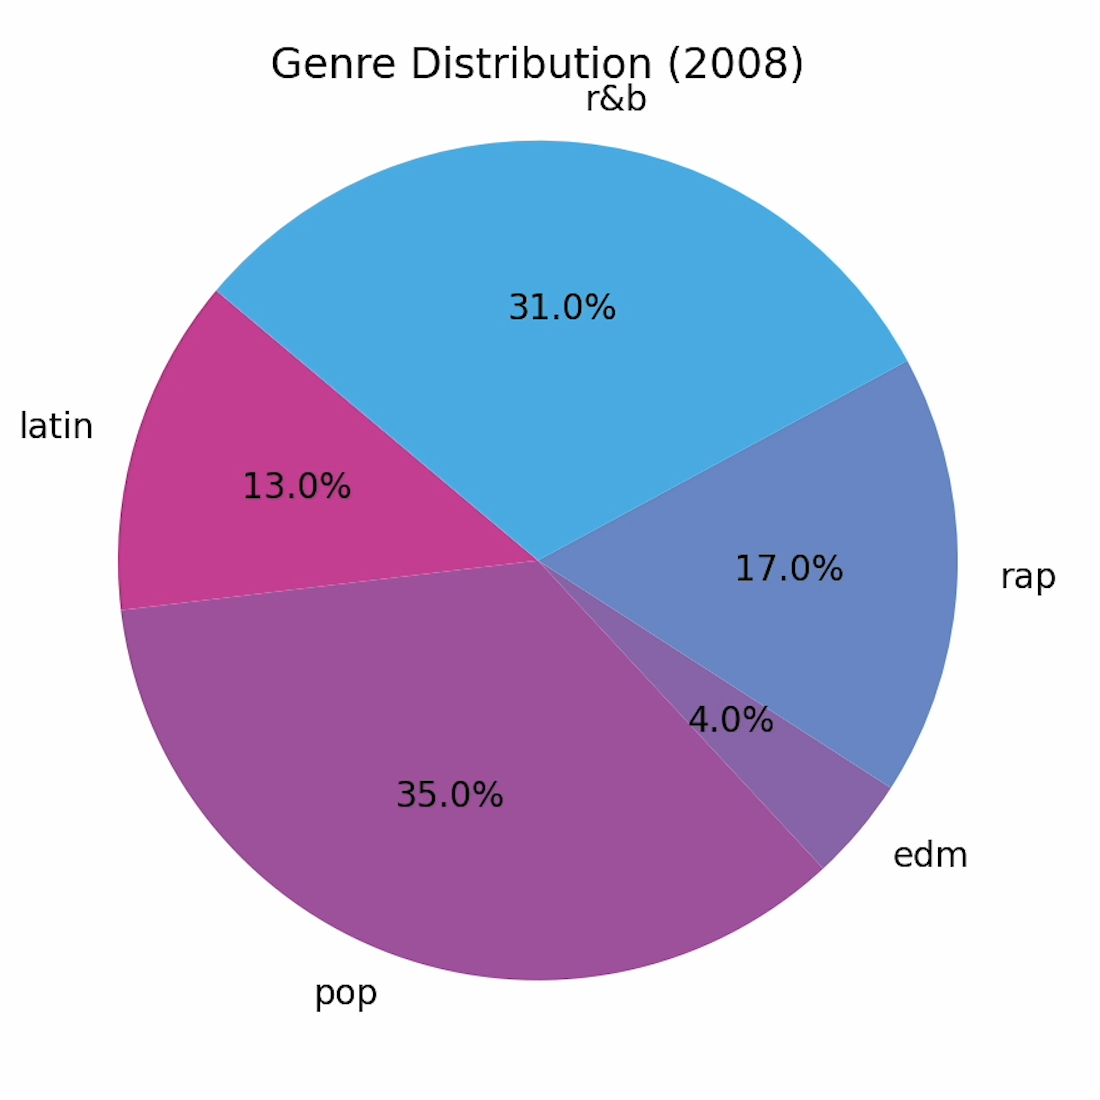 Genre Distribution (2008)
r&b
31.0%
latin
13.0%
17.0%
rap
4.0%
35.0%
edm
pop